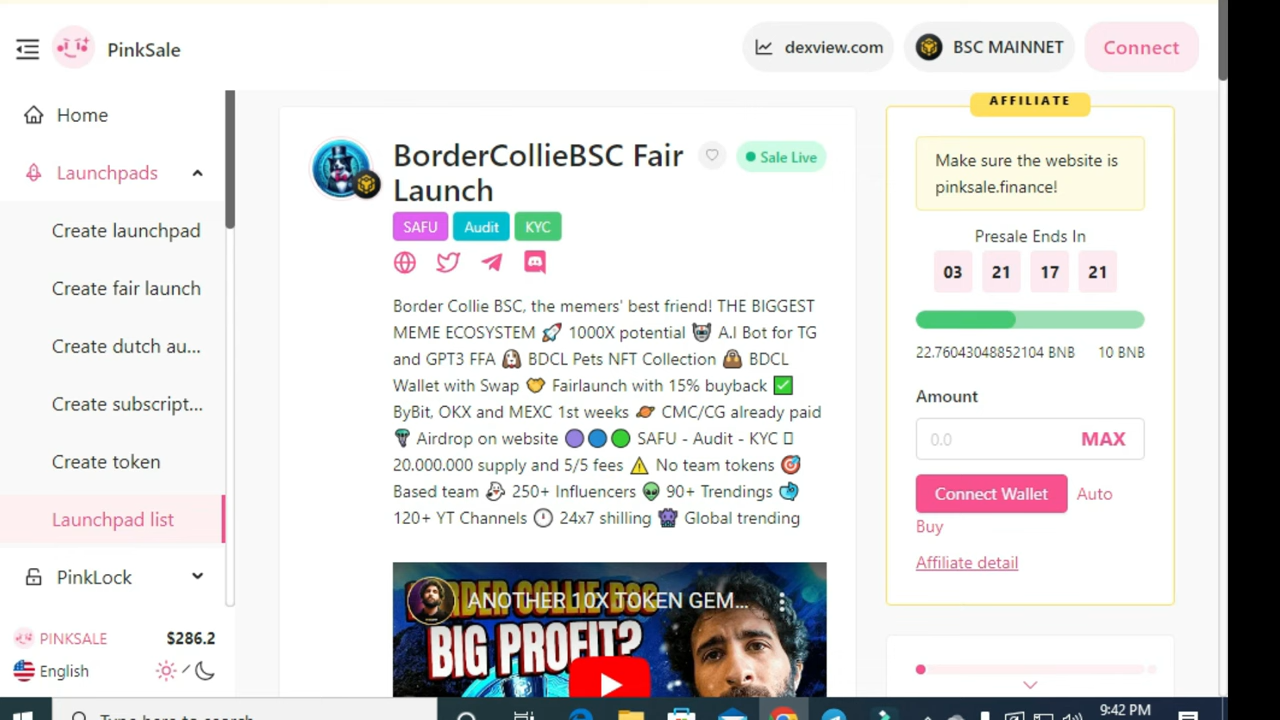 PinkSale
dexview.com
BSC MAINNET
Connect
Home
Launchpads
Create launchpad
Create fair launch
Create dutch au...
Create subscript...
Create token
Launchpad list
PinkLock
PINKSALE $286.2
English
BorderCollieBSC Fair
Launch
Sale Live
SAFU Audit KYC
Border Collie BSC, the memers' best friend! THE BIGGEST
MEME ECOSYSTEM 🚀 1000X potential 🤖 A.I Bot for TG
and GPT3 FFA 🐶 BDCL Pets NFT Collection 👜 BDCL
Wallet with Swap 🤝 Fairlaunch with 15% buyback ✅
ByBit, OKX and MEXC 1st weeks 🪐 CMC/CG already paid
🪂 Airdrop on website 🟣🔵🟢 SAFU - Audit - KYC
20.000.000 supply and 5/5 fees ⚠️ No team tokens 🎯
Based team 👻 250+ Influencers 👽 90+ Trendings
120+ YT Channels 🕛 24x7 shilling 👾 Global trending
ANOTHER 10X TOKEN GEM...
BORDER COLLIE BSC
BIG PROFIT?
AFFILIATE
Make sure the website is
pinksale.finance!
Presale Ends In
03 21 17 21
22.76043048852104 BNB 10 BNB
Amount
0.0 MAX
Connect Wallet Auto
Buy
Affiliate detail
Type here to search
9:42 PM